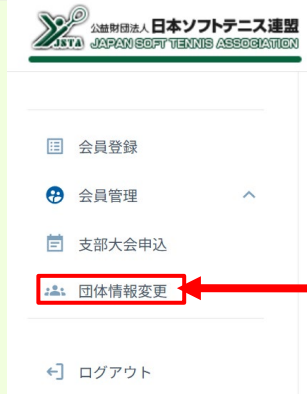 公益財団法人 日本ソフトテニス連盟
JSTA JAPAN SOFT TENNIS ASSOCIATION
会員登録
会員管理
支部大会申込
団体情報変更
ログアウト